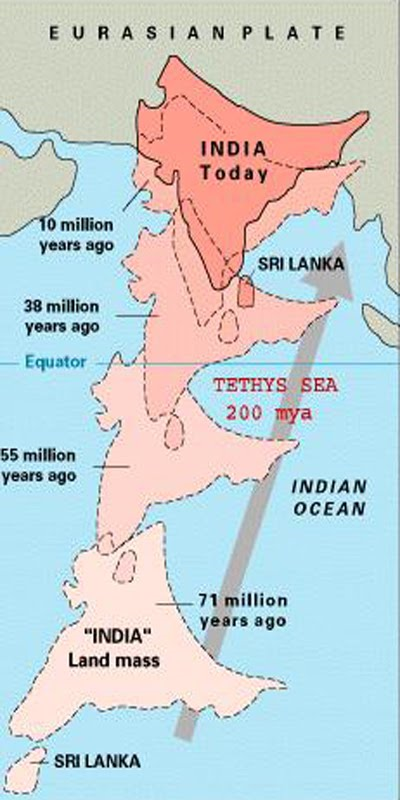 EURASIAN PLATE
INDIA
Today
10 million
years ago
SRI LANKA
38 million
years ago
Equator
TETHYS SEA
200 mya
55 million
years ago
INDIAN
OCEAN
71 million
years ago
"INDIA"
Land mass
SRI LANKA